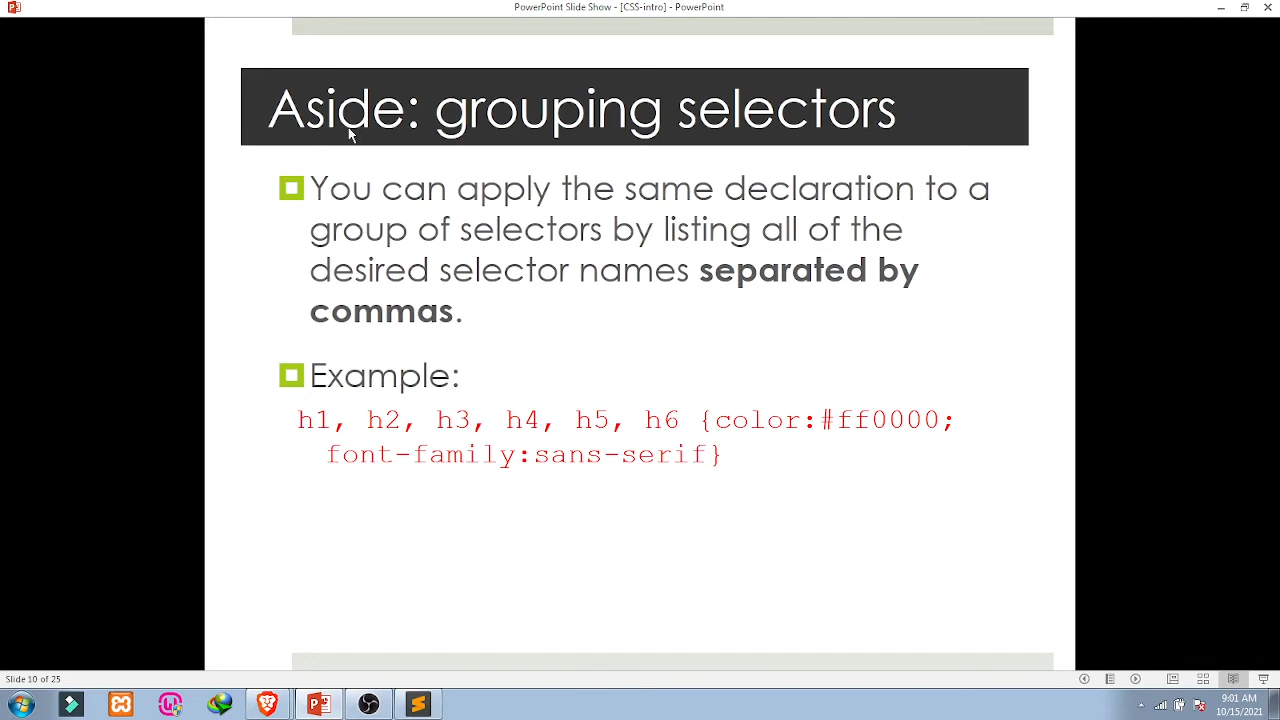 PowerPoint Slide Show - [CSS-intro] - PowerPoint
Aside: grouping selectors
You can apply the same declaration to a
group of selectors by listing all of the
desired selector names separated by
commas.
Example:
h1, h2, h3, h4, h5, h6 {color:#ff0000;
font-family:sans-serif}
Slide 10 of 25
9:01 AM
10/15/2021